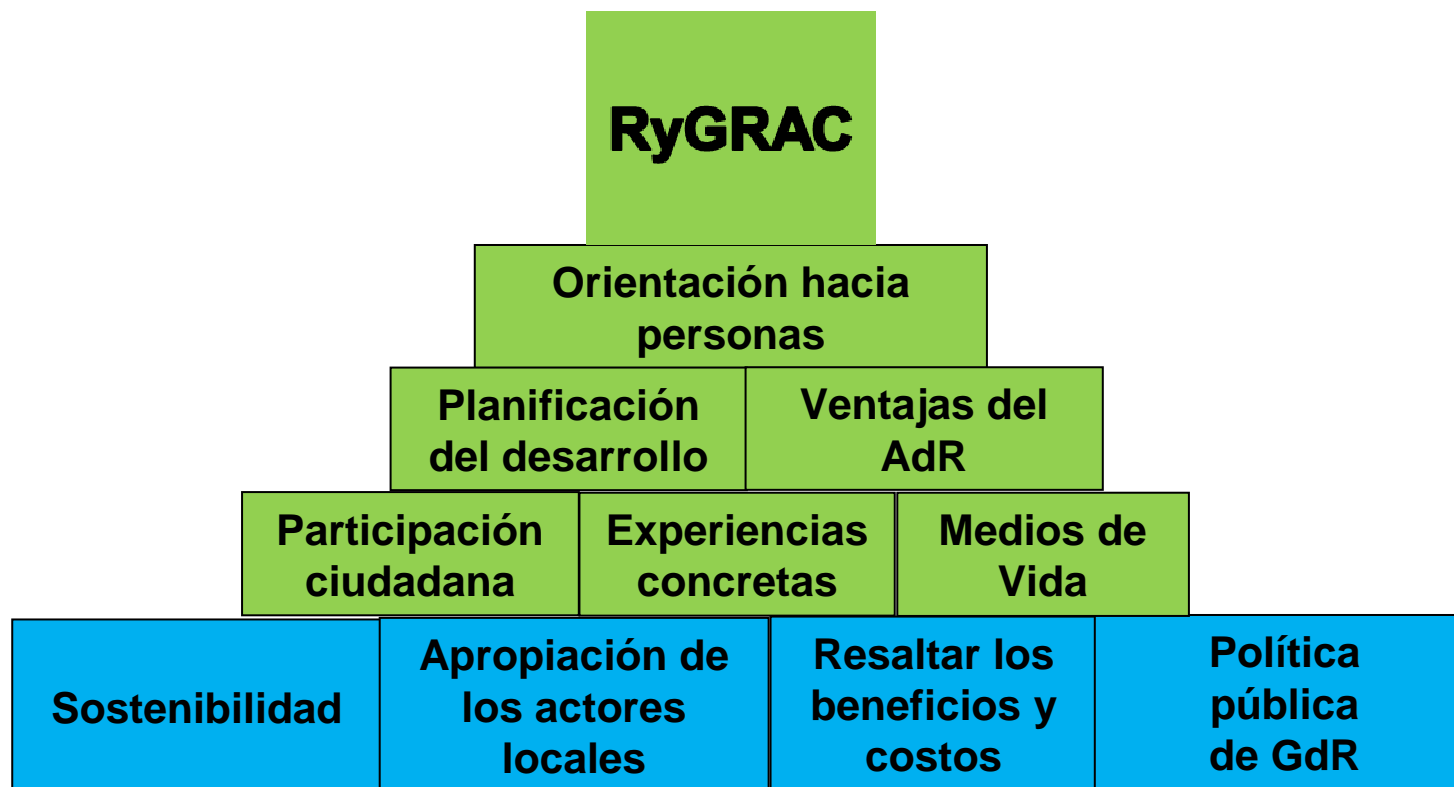 RyGRAC
Orientación hacia
personas
Planificación
del desarrollo
Ventajas del
AdR
Participación
ciudadana
Experiencias
concretas
Medios de
Vida
Sostenibilidad
Apropiación de
los actores
locales
Resaltar los
beneficios y
costos
Política
pública
de GdR